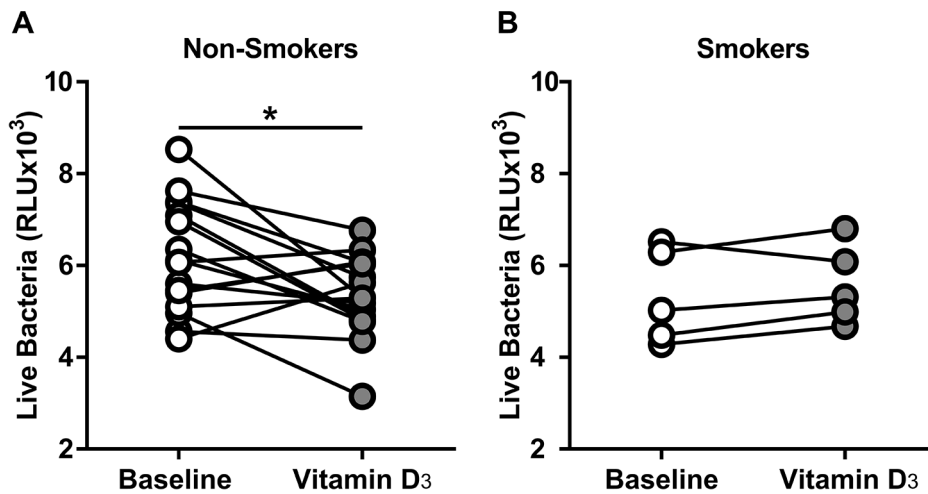 A
Non-Smokers
Live Bacteria (RLUx10³)
10
8
6
4
2
*
Baseline
Vitamin D₃
B
Smokers
Live Bacteria (RLUx10³)
10
8
6
4
2
Baseline
Vitamin D₃